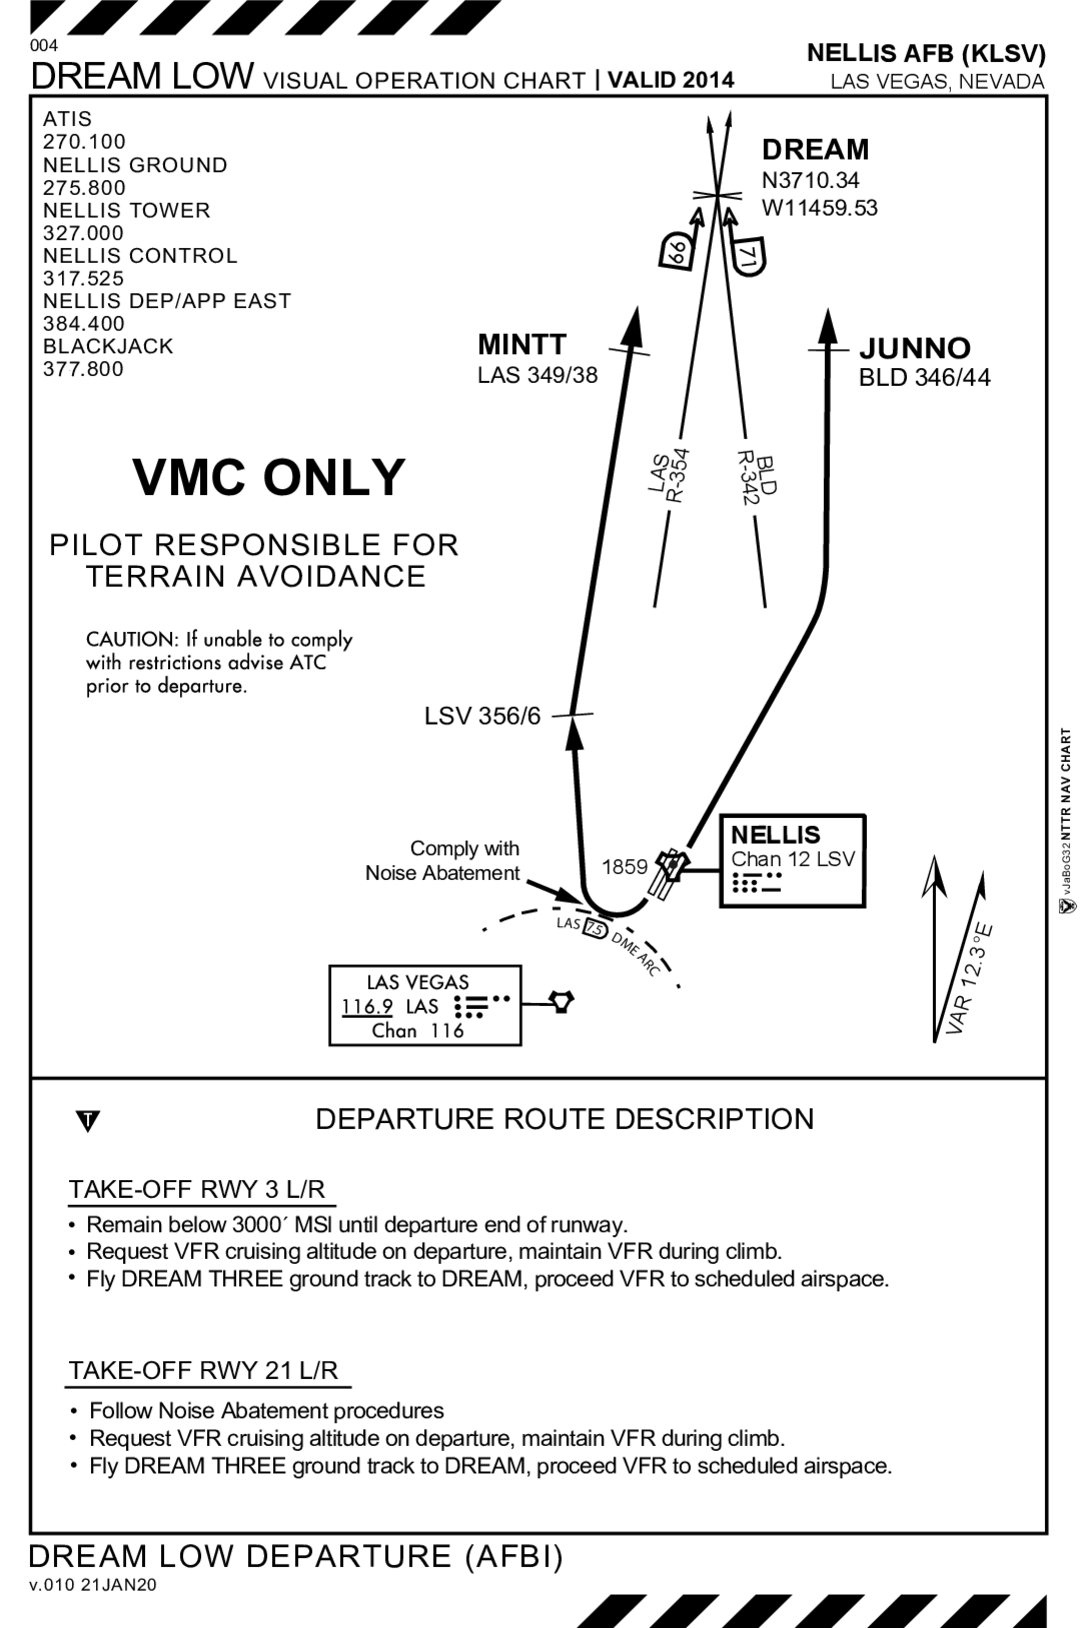 004
DREAM LOW VISUAL OPERATION CHART | VALID 2014
NELLIS AFB (KLSV)
LAS VEGAS, NEVADA
ATIS
270.100
NELLIS GROUND
275.800
NELLIS TOWER
327.000
NELLIS CONTROL
317.525
NELLIS DEP/APP EAST
384.400
BLACKJACK
377.800
DREAM
N3710.34
W11459.53
66
71
MINTT
LAS 349/38
JUNNO
BLD 346/44
LAS
R-354
BLD
R-342
VMC ONLY
PILOT RESPONSIBLE FOR
TERRAIN AVOIDANCE
CAUTION: If unable to comply
with restrictions advise ATC
prior to departure.
LSV 356/6
Comply with
Noise Abatement
1859
NELLIS
Chan 12 LSV
LAS 7.5 DME ARC
LAS VEGAS
116.9 LAS
Chan 116
VAR 12.3°E
vJaBoG32 NTTR NAV CHART
T
DEPARTURE ROUTE DESCRIPTION
TAKE-OFF RWY 3 L/R
• Remain below 3000´ MSl until departure end of runway.
• Request VFR cruising altitude on departure, maintain VFR during climb.
• Fly DREAM THREE ground track to DREAM, proceed VFR to scheduled airspace.
TAKE-OFF RWY 21 L/R
• Follow Noise Abatement procedures
• Request VFR cruising altitude on departure, maintain VFR during climb.
• Fly DREAM THREE ground track to DREAM, proceed VFR to scheduled airspace.
DREAM LOW DEPARTURE (AFBI)
v.010 21JAN20